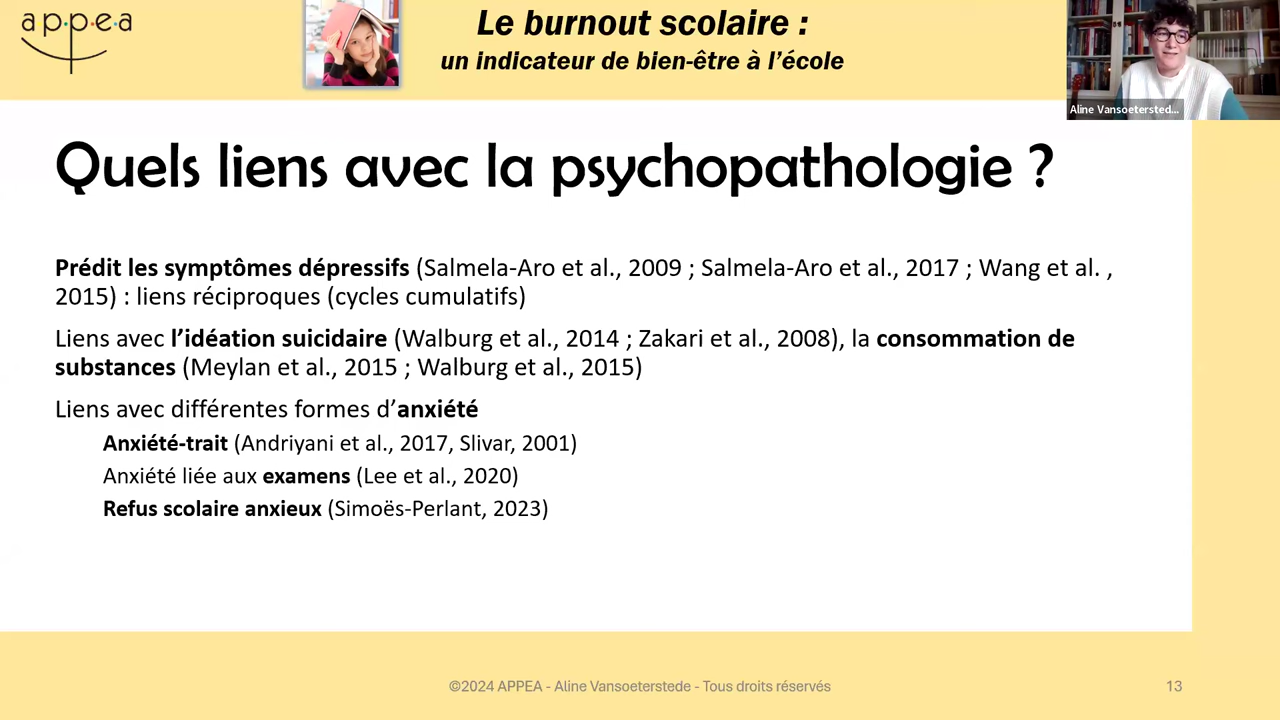 appea
Le burnout scolaire :
un indicateur de bien-être à l'école
Aline Vansoetersted...
Quels liens avec la psychopathologie ?
Prédit les symptômes dépressifs (Salmela-Aro et al., 2009 ; Salmela-Aro et al., 2017 ; Wang et al. ,
2015) : liens réciproques (cycles cumulatifs)
Liens avec l’idéation suicidaire (Walburg et al., 2014 ; Zakari et al., 2008), la consommation de
substances (Meylan et al., 2015 ; Walburg et al., 2015)
Liens avec différentes formes d’anxiété
Anxiété-trait (Andriyani et al., 2017, Slivar, 2001)
Anxiété liée aux examens (Lee et al., 2020)
Refus scolaire anxieux (Simoës-Perlant, 2023)
©2024 APPEA - Aline Vansoeterstede - Tous droits réservés
13